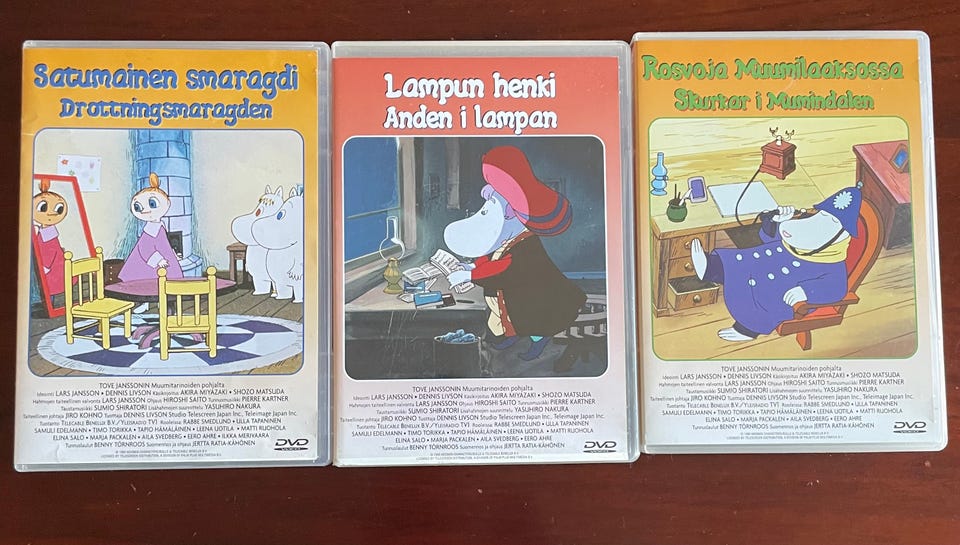 Satumainen smaragdi
Drottningsmaragden
TOVE JANSSONIN Muumitarinoiden pohjalta
Ideointi LARS JANSSON • DENNIS LIVSON Käsikirjoitus AKIRA MIYAZAKI • SHOZO MATSUDA
Hahmojen taiteellinen valvonta LARS JANSSON Ohjaus HIROSHI SAITO Tunnusmusiikki PIERRE KARTNER
Taustamusiikki SUMIO SHIRATORI Lisähahmojen suunnittelu YASUHIRO NAKURA
Taiteellinen johtaja JIRO KOHNO Tuottaja DENNIS LIVSON Studio Telescreen Japan Inc., Telemage Japan Inc.
Tuotanto TELECABLE BENELUX B.V./YLEISRADIO TV1 Rooleissa: RABBE SMEDLUND • ULLA TAPANINEN
SAMULI EDELMANN • TIMO TORIKKA • TAPIO HÄMÄLÄINEN • LEENA UOTILA • MATTI RUOHOLA
ELINA SALO • MARJA PACKALEN • AILA SVEDBERG • EERO AHRE • ILKKA MERIVAARA
Tunnuslaulut BENNY TÖRNROOS Suomennos ja ohjaus JERTTA RATIA-KÄHÖNEN
DVD
VIDEO
Lampun henki
Anden i lampan
TOVE JANSSONIN Muumitarinoiden pohjalta
Ideointi LARS JANSSON • DENNIS LIVSON Käsikirjoitus AKIRA MIYAZAKI • SHOZO MATSUDA
Hahmojen taiteellinen valvonta LARS JANSSON Ohjaus HIROSHI SAITO Tunnusmusiikki PIERRE KARTNER
Taustamusiikki SUMIO SHIRATORI Lisähahmojen suunnittelu YASUHIRO NAKURA
Taiteellinen johtaja JIRO KOHNO Tuottaja DENNIS LIVSON Studio Telescreen Japan Inc., Telemage Japan Inc.
Tuotanto TELECABLE BENELUX B.V./YLEISRADIO TV1 Rooleissa: RABBE SMEDLUND • ULLA TAPANINEN
SAMULI EDELMANN • TIMO TORIKKA • TAPIO HÄMÄLÄINEN • LEENA UOTILA • MATTI RUOHOLA
ELINA SALO • MARJA PACKALEN • AILA SVEDBERG • EERO AHRE
Tunnuslaulut BENNY TÖRNROOS Suomennos ja ohjaus JERTTA RATIA-KÄHÖNEN
DVD
VIDEO
Rosvoja Muumilaaksossa
Skurkar i Mumindalen
TOVE JANSSONIN Muumitarinoiden pohjalta
Ideointi LARS JANSSON • DENNIS LIVSON Käsikirjoitus AKIRA MIYAZAKI • SHOZO MATSUDA
Hahmojen taiteellinen valvonta LARS JANSSON Ohjaus HIROSHI SAITO Tunnusmusiikki PIERRE KARTNER
Taustamusiikki SUMIO SHIRATORI Lisähahmojen suunnittelu YASUHIRO NAKURA
Taiteellinen johtaja JIRO KOHNO Tuottaja DENNIS LIVSON Studio Telescreen Japan Inc., Telemage Japan Inc.
Tuotanto TELECABLE BENELUX B.V./YLEISRADIO TV1 Rooleissa: RABBE SMEDLUND • ULLA TAPANINEN
SAMULI EDELMANN • TIMO TORIKKA • TAPIO HÄMÄLÄINEN • LEENA UOTILA • MATTI RUOHOLA
ELINA SALO • MARJA PACKALEN • AILA SVEDBERG • EERO AHRE
Tunnuslaulut BENNY TÖRNROOS Suomennos ja ohjaus JERTTA RATIA-KÄHÖNEN
DVD
VIDEO